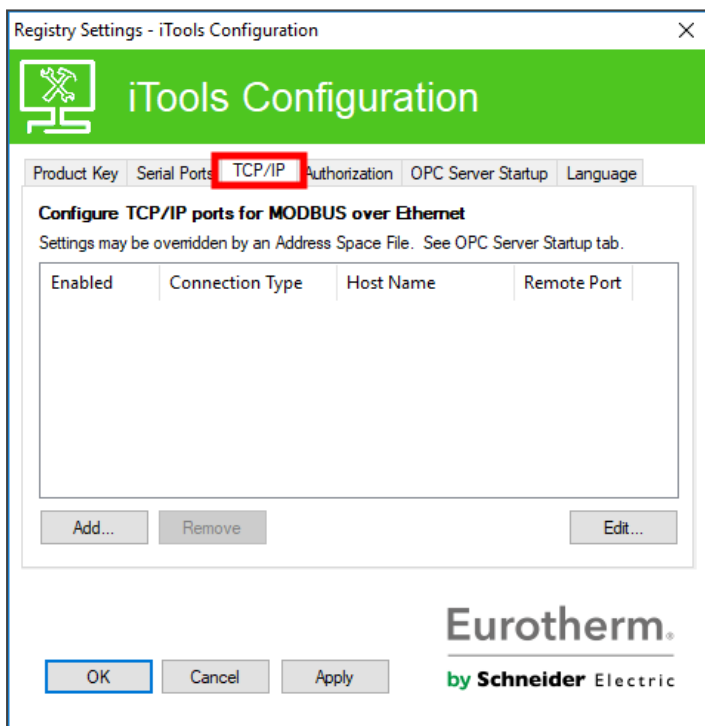 Registry Settings - iTools Configuration
iTools Configuration
Product Key Serial Ports TCP/IP Authorization OPC Server Startup Language
Configure TCP/IP ports for MODBUS over Ethernet
Settings may be overridden by an Address Space File. See OPC Server Startup tab.
Enabled Connection Type Host Name Remote Port
Add... Remove Edit...
Eurotherm®
OK Cancel Apply
by Schneider Electric